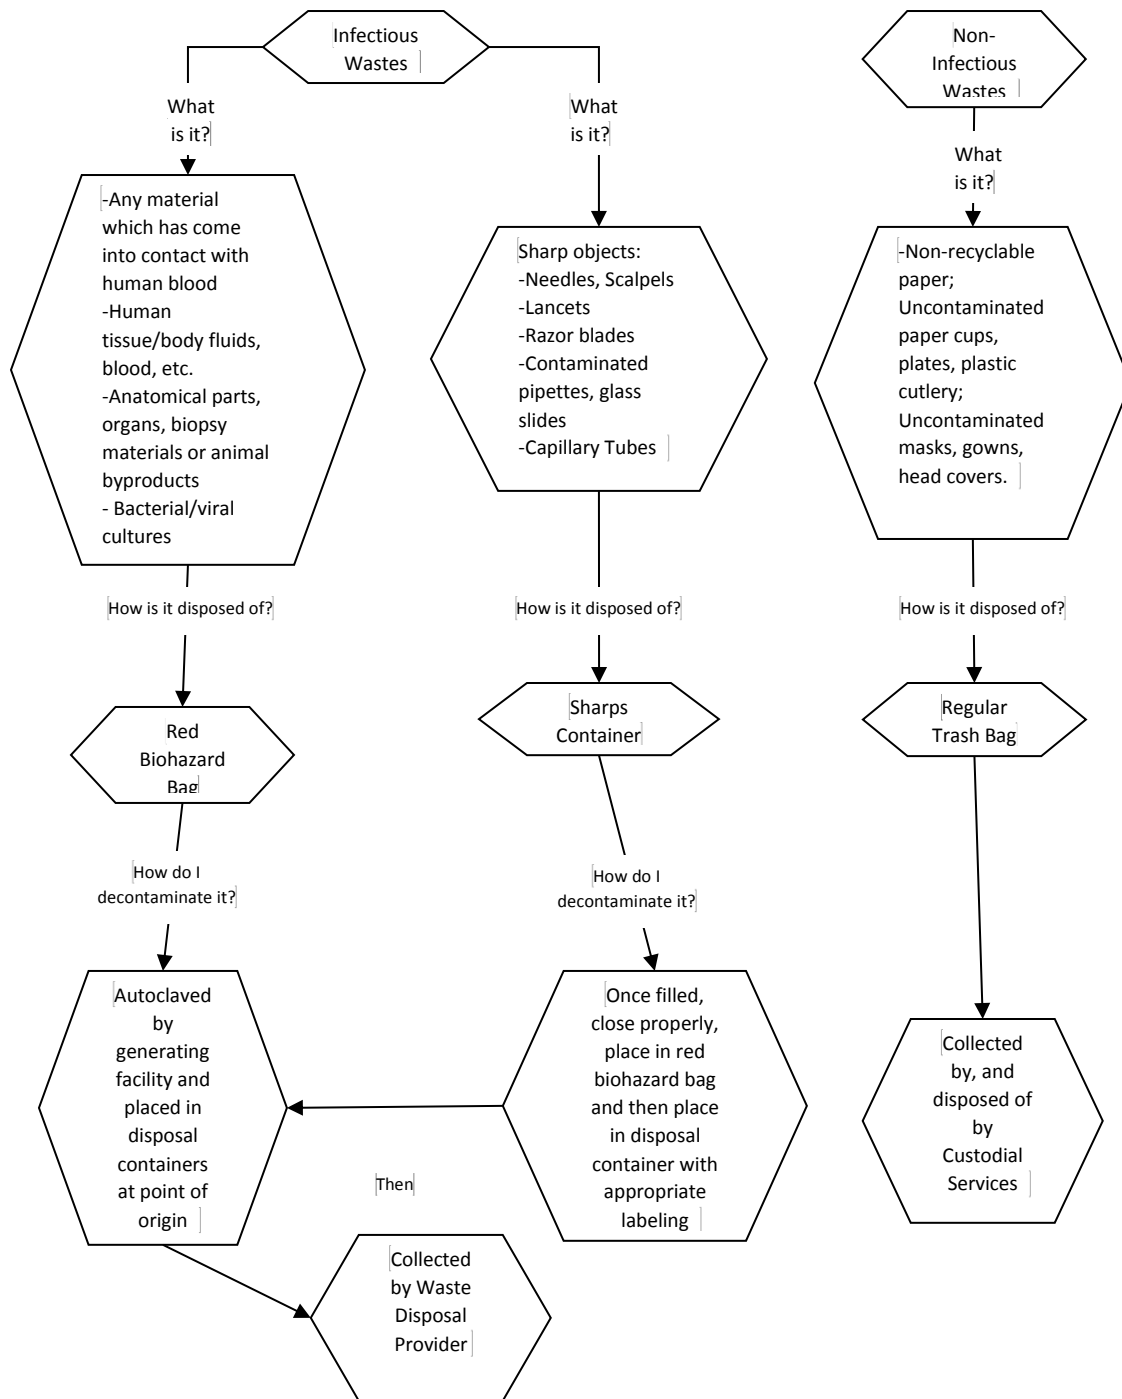 Infectious
Wastes
Non-
Infectious
Wastes
What
is it?
What
is it?
What
is it?
-Any material
which has come
into contact with
human blood
-Human
tissue/body fluids,
blood, etc.
-Anatomical parts,
organs, biopsy
materials or animal
byproducts
- Bacterial/viral
cultures
Sharp objects:
-Needles, Scalpels
-Lancets
-Razor blades
-Contaminated
pipettes, glass
slides
-Capillary Tubes
-Non-recyclable
paper;
Uncontaminated
paper cups,
plates, plastic
cutlery;
Uncontaminated
masks, gowns,
head covers.
How is it disposed of?
How is it disposed of?
How is it disposed of?
Red
Biohazard
Bag
Sharps
Container
Regular
Trash Bag
How do I
decontaminate it?
How do I
decontaminate it?
Autoclaved
by
generating
facility and
placed in
disposal
containers
at point of
origin
Once filled,
close properly,
place in red
biohazard bag
and then place
in disposal
container with
appropriate
labeling
Collected
by, and
disposed of
by
Custodial
Services
Then
Collected
by Waste
Disposal
Provider